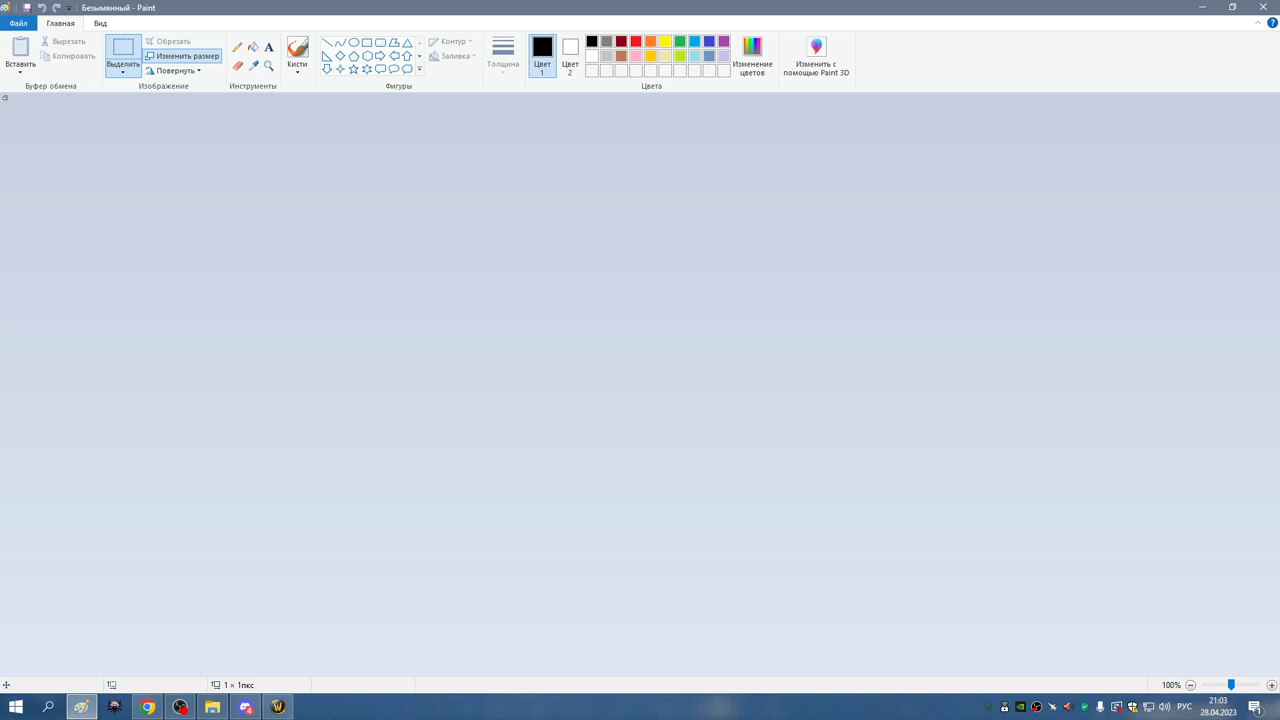 Безымянный - Paint
Файл Главная Вид
Вставить
Вырезать
Копировать
Буфер обмена
Выделить
Обрезать
Изменить размер
Повернуть
Изображение
A
Инструменты
Кисти
Фигуры
Контур
Заливка
Толщина
Цвет
1
Цвет
2
Цвета
Изменение
цветов
Изменить с
помощью Paint 3D
1 × 1пкс
100%
4
W
РУС
21:03
28.04.2023
1